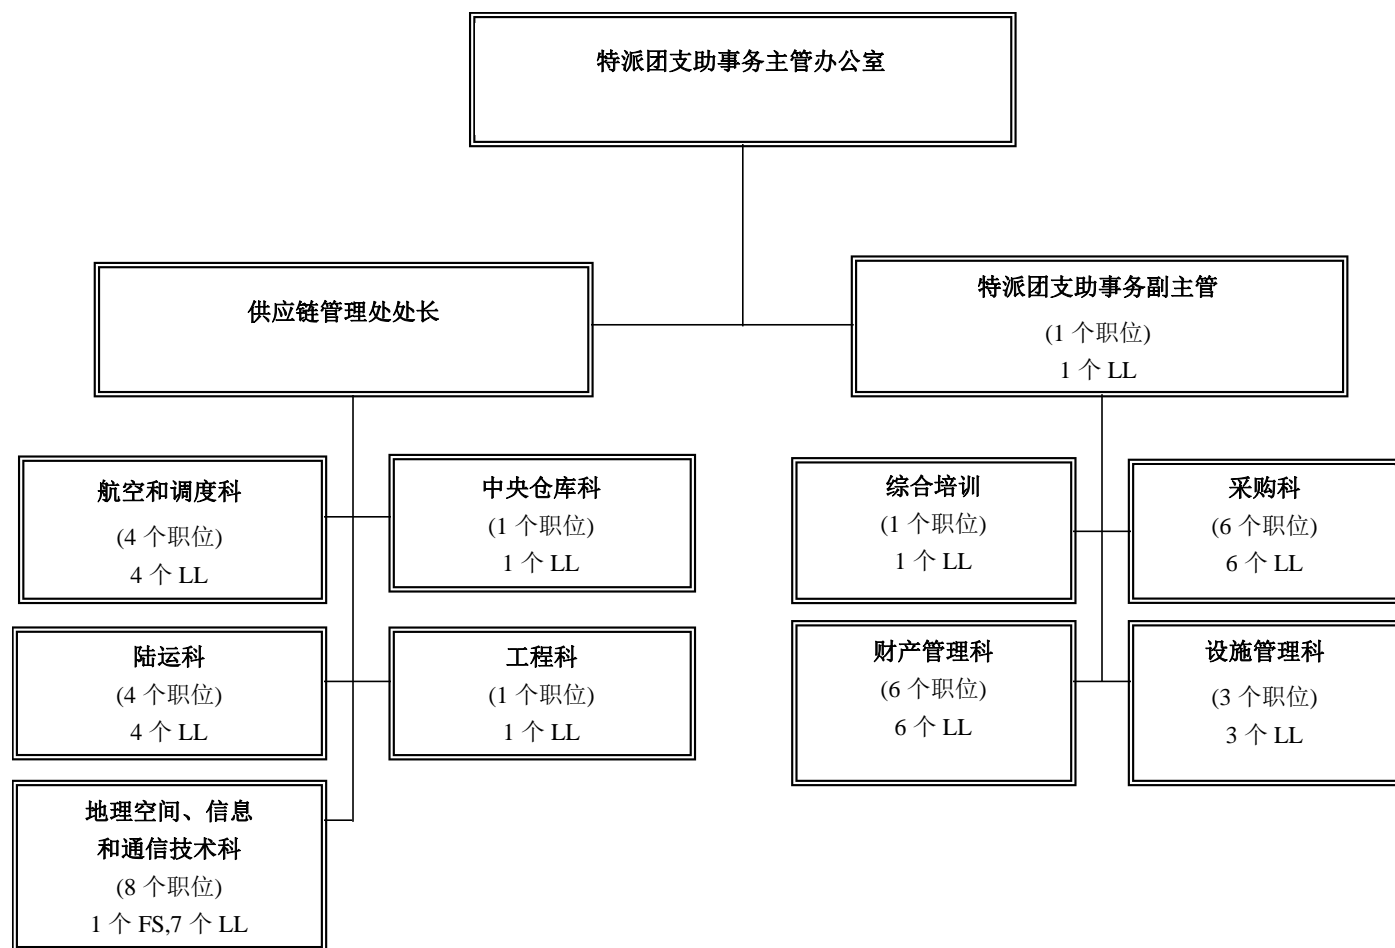 特派团支助事务主管办公室
供应链管理处处长
特派团支助事务副主管
(1 个职位)
1 个 LL
航空和调度科
(4 个职位)
4 个 LL
中央仓库科
(1 个职位)
1 个 LL
综合培训
(1 个职位)
1 个 LL
采购科
(6 个职位)
6 个 LL
陆运科
(4 个职位)
4 个 LL
工程科
(1 个职位)
1 个 LL
财产管理科
(6 个职位)
6 个 LL
设施管理科
(3 个职位)
3 个 LL
地理空间、信息
和通信技术科
(8 个职位)
1 个 FS,7 个 LL